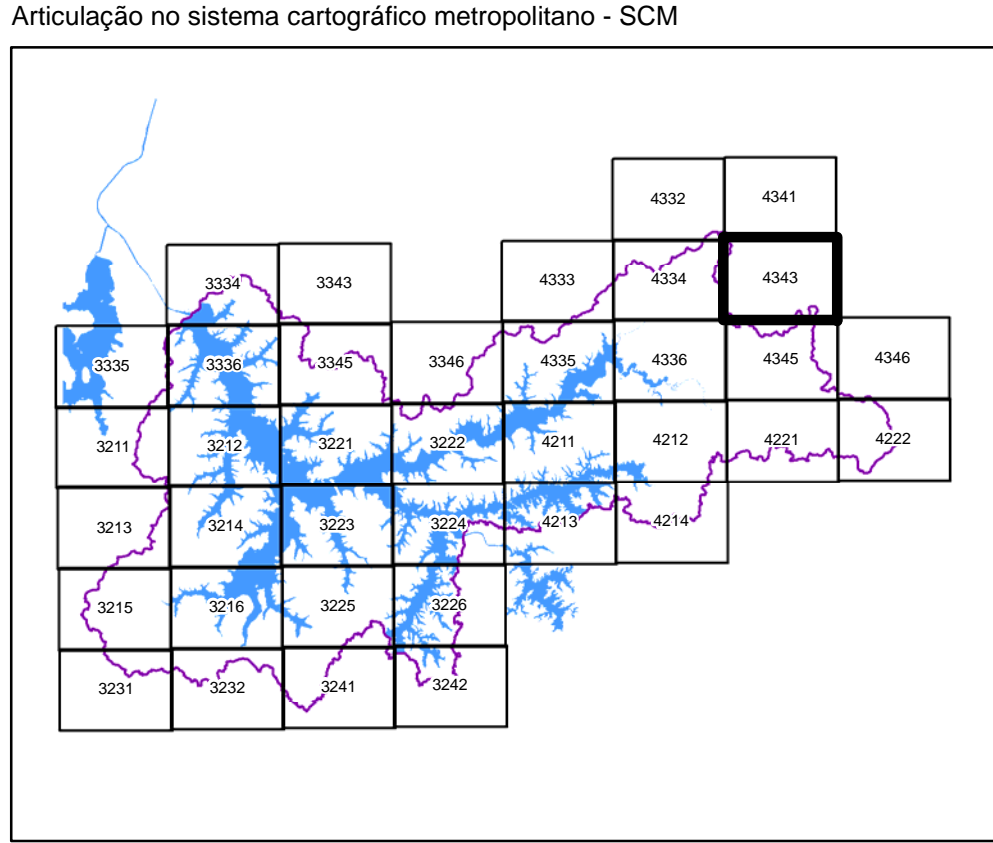 Articulação no sistema cartográfico metropolitano - SCM
4332 4341
3334 3343 4333 4334 4343
3335 3336 3345 3346 4335 4336 4345 4346
3211 3212 3221 3222 4211 4212 4221 4222
3213 3214 3223 3224 4213 4214
3215 3216 3225 3226
3231 3232 3241 3242